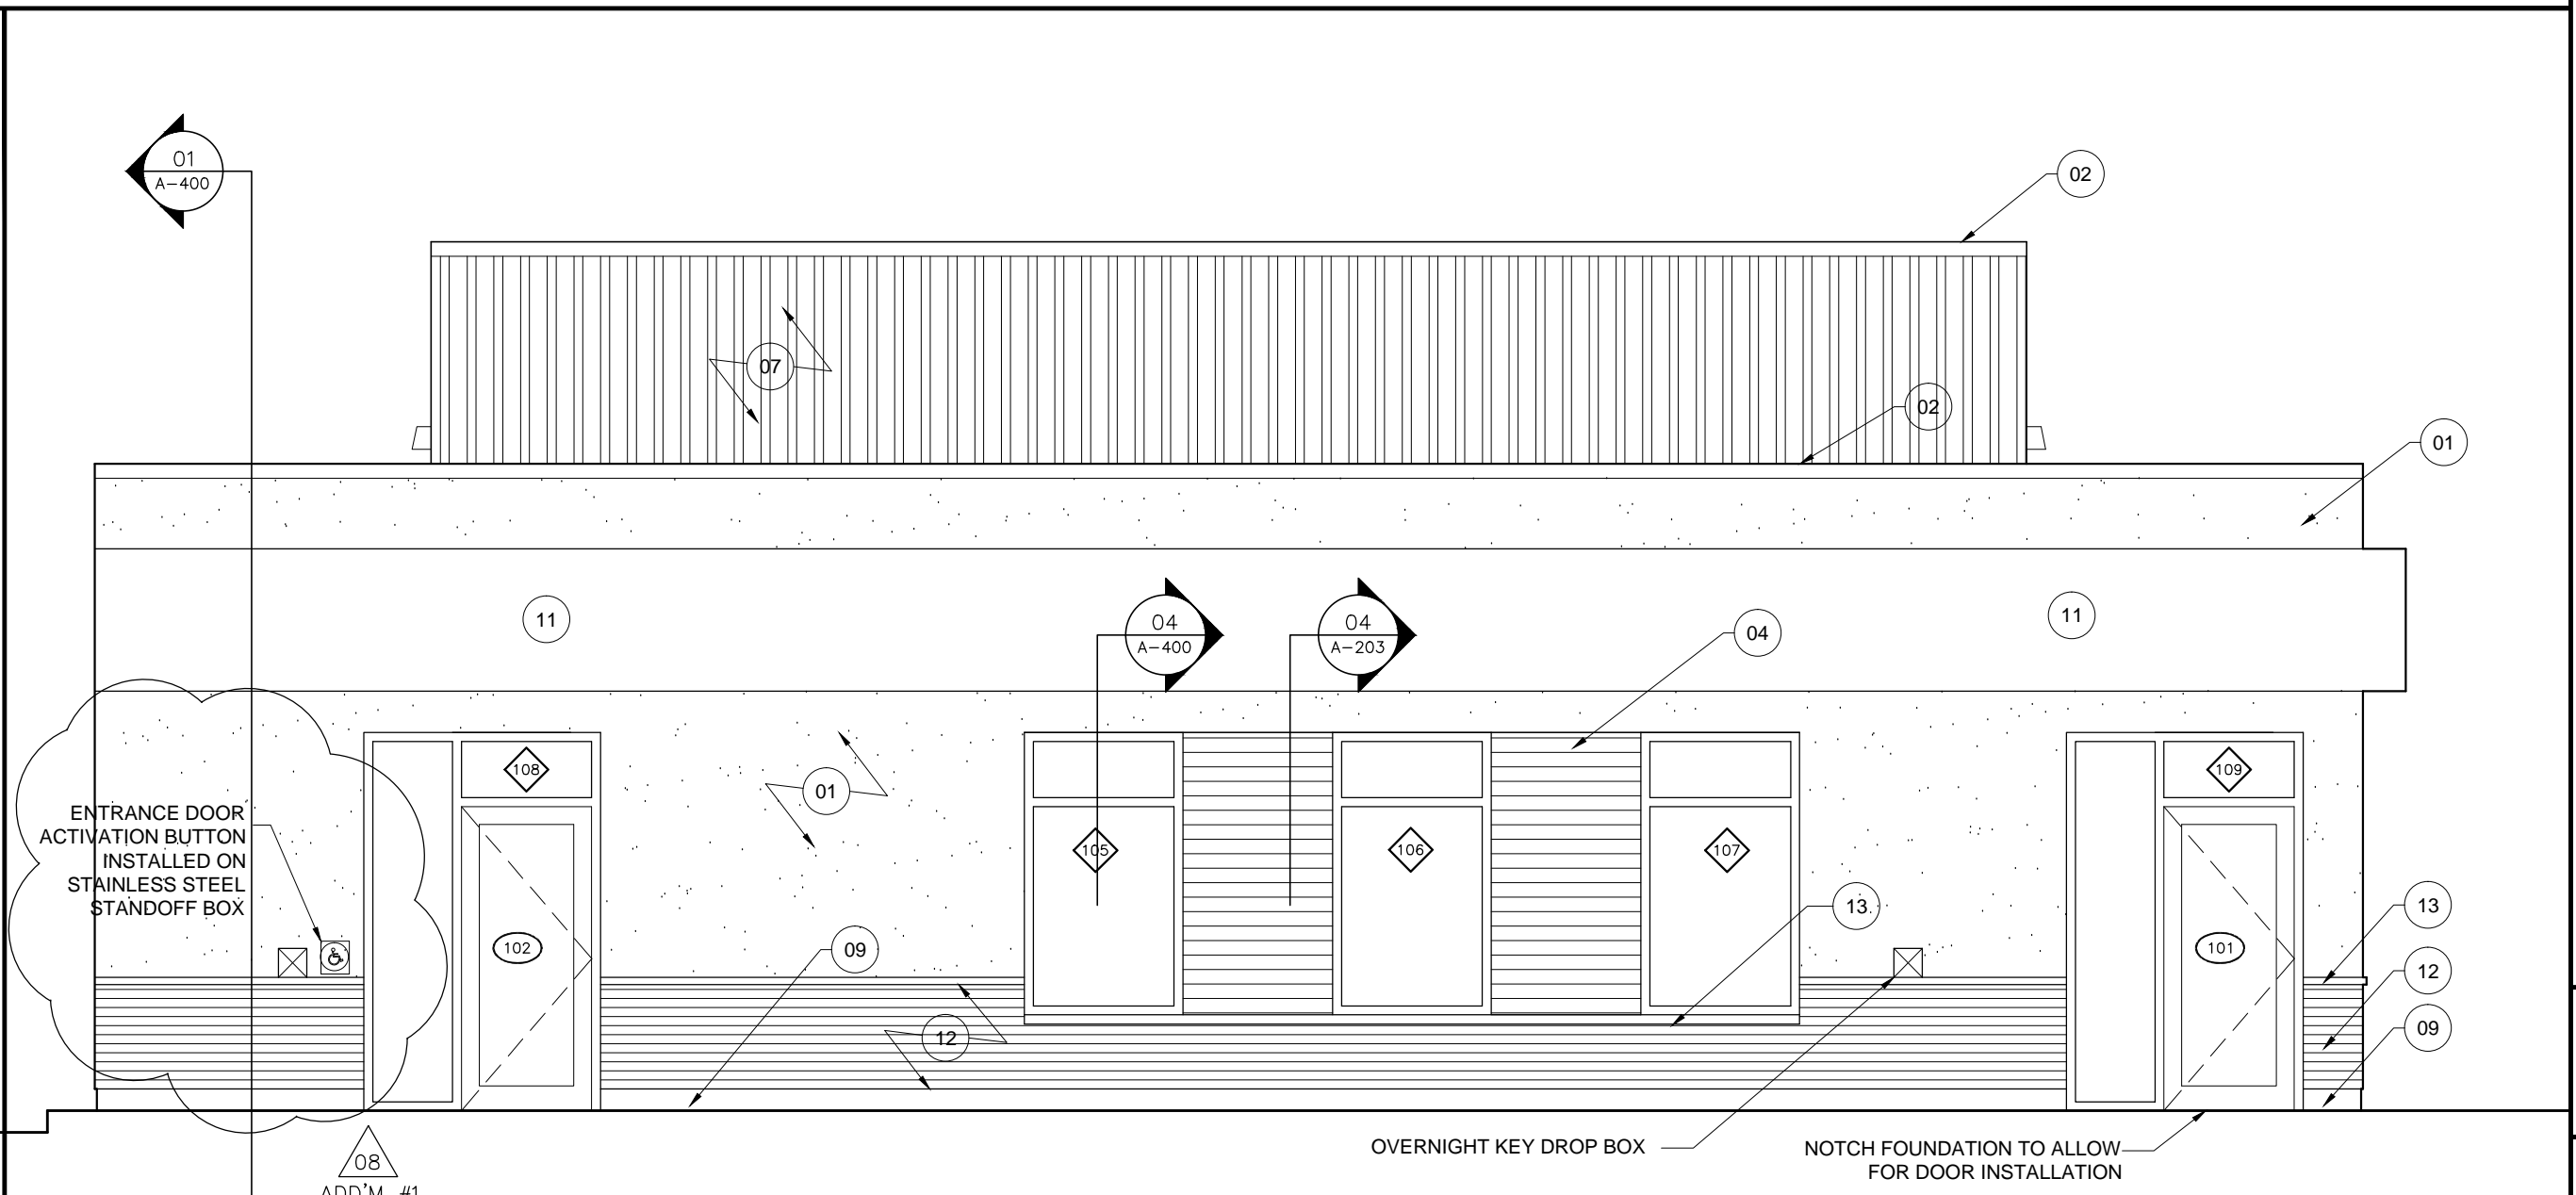 01
A-400
02
07
02
01
11
04
A-400
04
A-203
04
11
108
109
01
105
106
107
ENTRANCE DOOR
ACTIVATION BUTTON
INSTALLED ON
STAINLESS STEEL
STANDOFF BOX
102
09
13
101
13
12
12
09
OVERNIGHT KEY DROP BOX
NOTCH FOUNDATION TO ALLOW
FOR DOOR INSTALLATION
08
ADD'M. #1